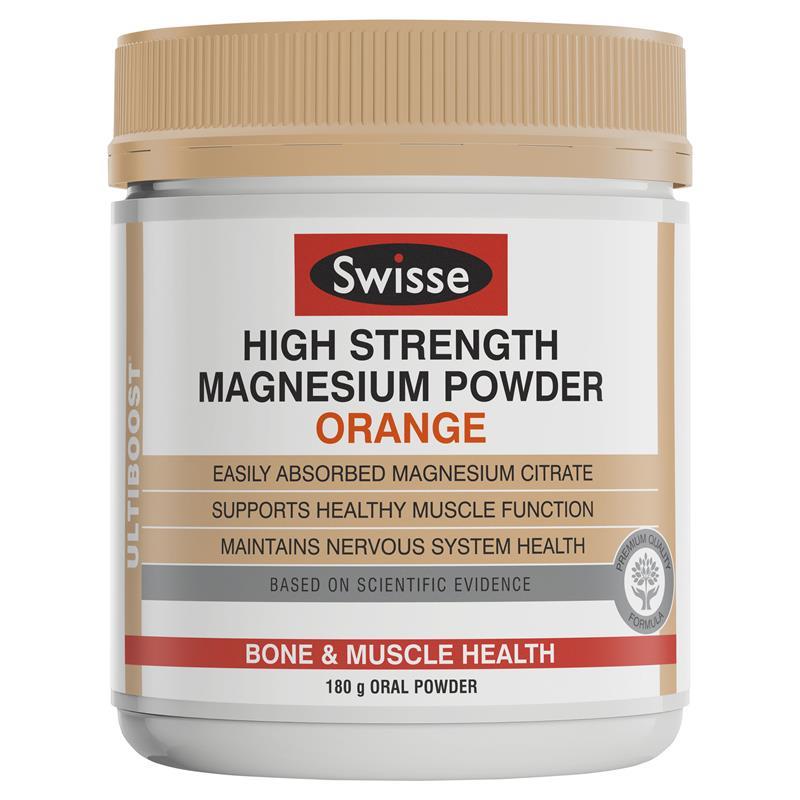 Swisse
HIGH STRENGTH
MAGNESIUM POWDER
ORANGE
ULTIBOOST®
EASILY ABSORBED MAGNESIUM CITRATE
SUPPORTS HEALTHY MUSCLE FUNCTION
MAINTAINS NERVOUS SYSTEM HEALTH
BASED ON SCIENTIFIC EVIDENCE
PREMIUM QUALITY
FORMULA
BONE & MUSCLE HEALTH
180 g ORAL POWDER